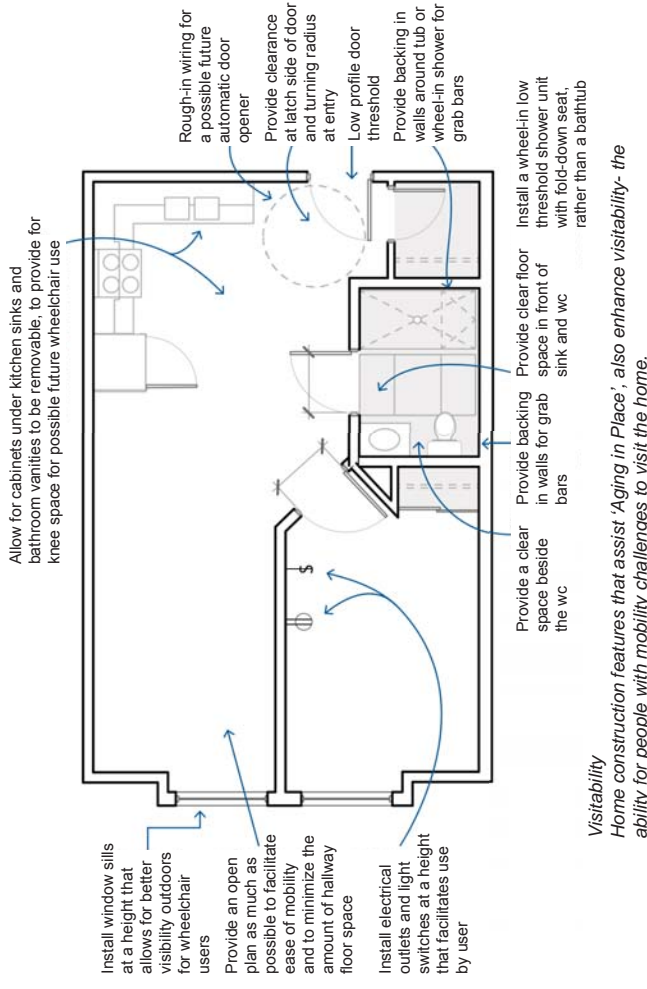 Allow for cabinets under kitchen sinks and
bathroom vanities to be removable, to provide for
knee space for possible future wheelchair use
Rough-in wiring for
a possible future
automatic door
opener
Provide clearance
at latch side of door
and turning radius
at entry
Low profile door
threshold
Provide backing in
walls around tub or
wheel-in shower for
grab bars
Install window sills
at a height that
allows for better
visibility outdoors
for wheelchair
users
Provide an open
plan as much as
possible to facilitate
ease of mobility
and to minimize the
amount of hallway
floor space
Install electrical
outlets and light
switches at a height
that facilitates use
by user
$
Provide a clear
space beside
the wc
Provide backing
in walls for grab
bars
Provide clear floor
space in front of
sink and wc
Install a wheel-in low
threshold shower unit
with fold-down seat,
rather than a bathtub
Visitability
Home construction features that assist ‘Aging in Place’, also enhance visitability- the
ability for people with mobility challenges to visit the home.